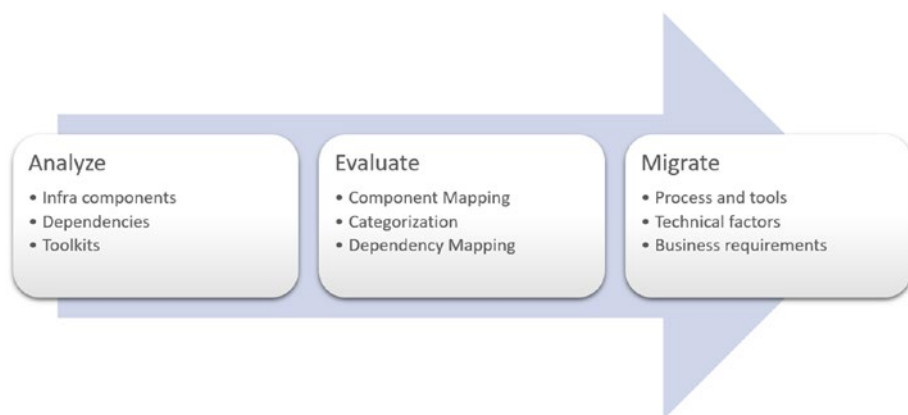 Analyze
• Infra components
• Dependencies
• Toolkits
Evaluate
• Component Mapping
• Categorization
• Dependency Mapping
Migrate
• Process and tools
• Technical factors
• Business requirements